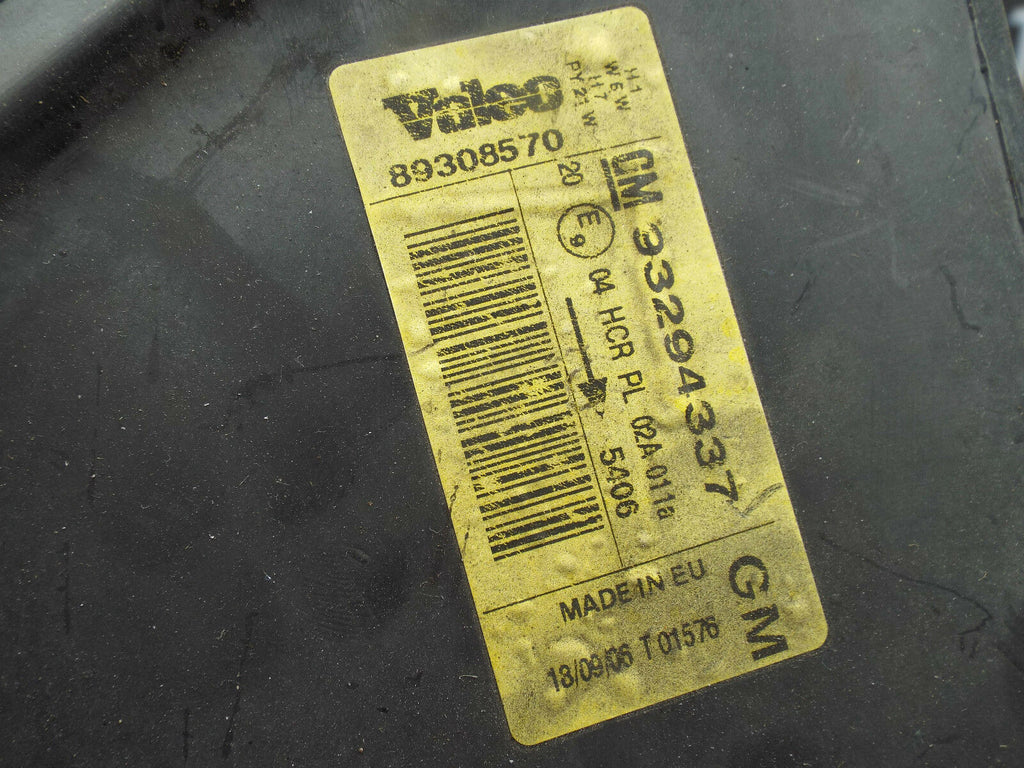 Valeo
89308570
H1
W5W
H7
PY21W
GM 93294337
20 E9 04 HCR PL 02A 0111a
5406
MADE IN EU
18/09/06 T 01576
GM